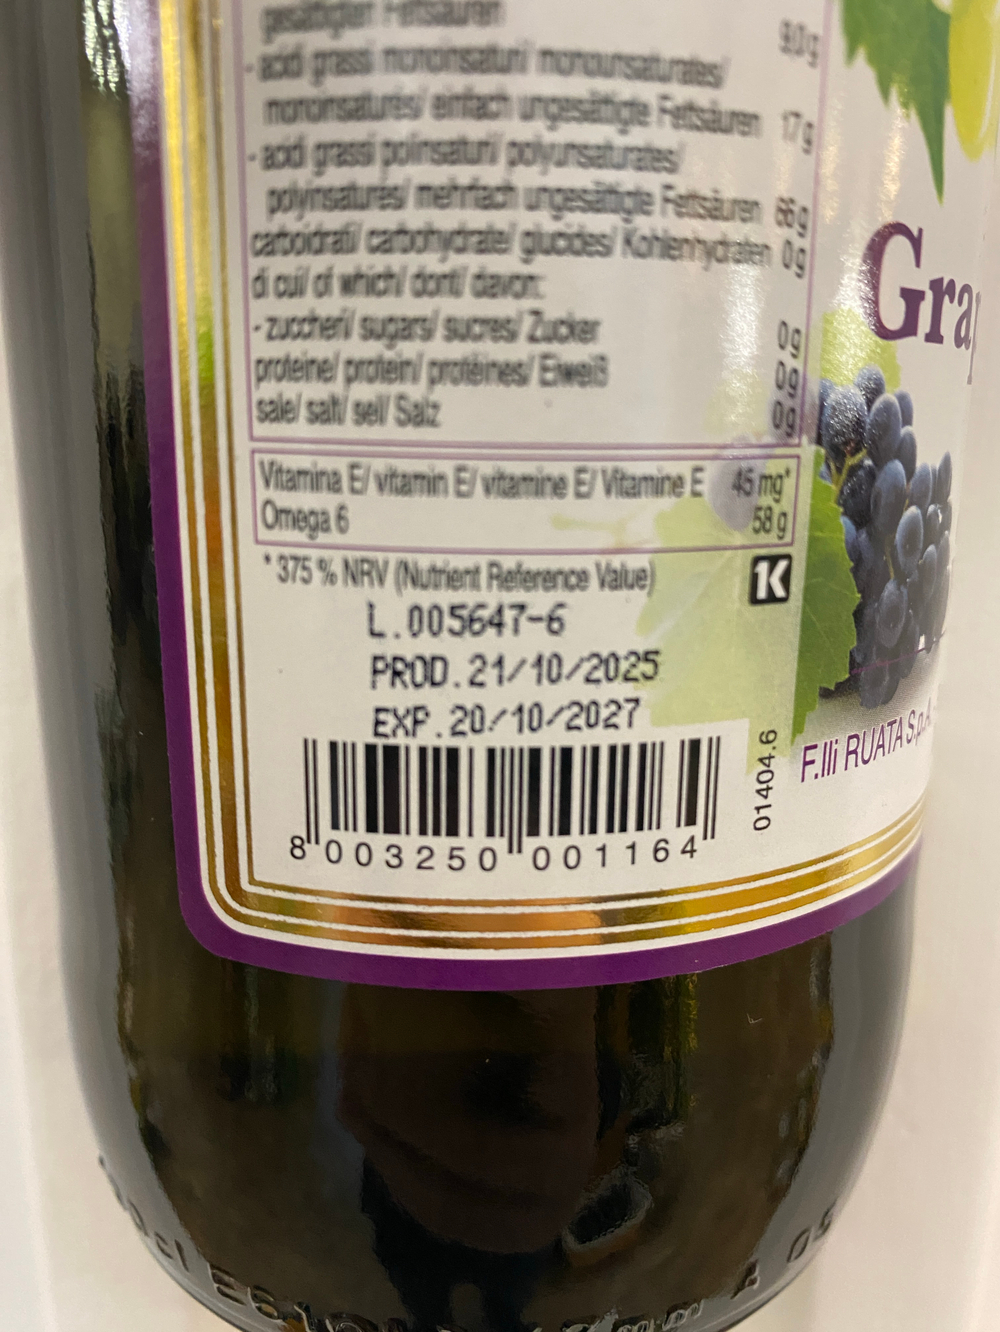 gesättigten Fettsäuren 9,0g
- acidi grassi monoinsaturi/ monounsaturates/
monoinsaturés/ einfach ungesättigte Fettsäuren 17g
- acidi grassi polinsaturi/ polyunsaturates/
polyinsaturés/ mehrfach ungesättigte Fettsäuren 66g
carboidrati/ carbohydrate/ glucides/ Kohlenhydraten 0g
di cui/ of which/ dont/ davon:
- zuccheri/ sugars/ sucres/ Zucker 0g
proteine/ protein/ protéines/ Eiweiß 0g
sale/ salt/ sel/ Salz 0g
Vitamina E/ vitamin E/ vitamine E/ Vitamine E 45 mg*
Omega 6 58 g
* 375 % NRV (Nutrient Reference Value)
K
L.005647-6
PROD.21/10/2025
EXP.20/10/2027
8 003250 001164
01404.6
Grap
F.lli RUATA S.p.A.